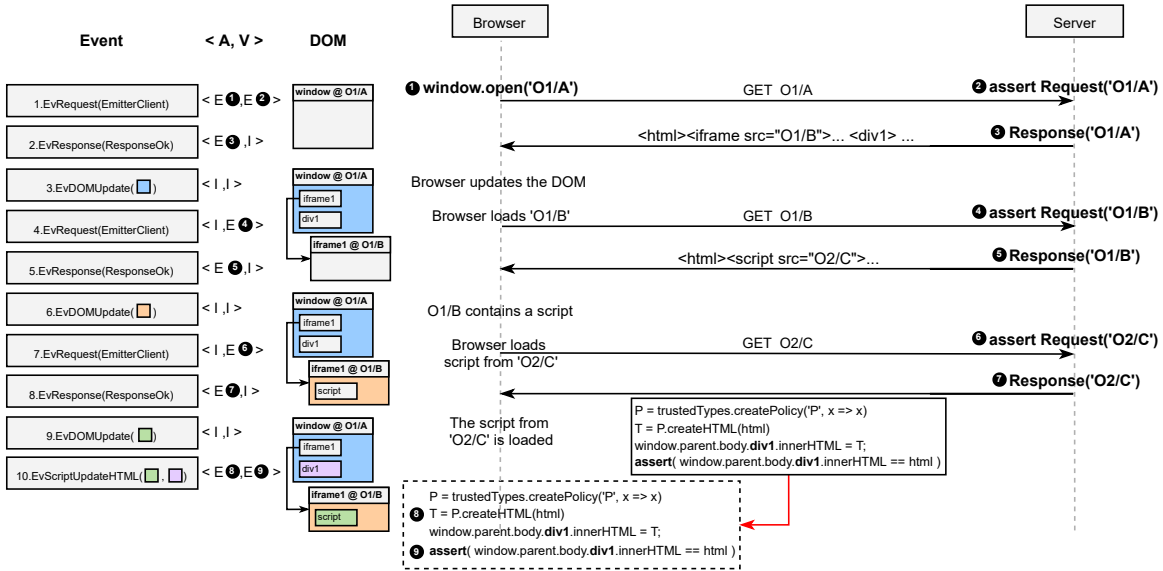 Browser
Server
Event
< A, V >
DOM
1.EvRequest(EmitterClient)
< E❶,E❷ >
window @ O1/A
❶ window.open('O1/A')
GET O1/A
❷ assert Request('O1/A')
2.EvResponse(ResponseOk)
< E❸,I >
<html><iframe src="O1/B">... <div1> ...
❸ Response('O1/A')
3.EvDOMUpdate( )
< I ,I >
window @ O1/A
iframe1
div1
Browser updates the DOM
4.EvRequest(EmitterClient)
< I ,E❹ >
Browser loads 'O1/B'
GET O1/B
❹ assert Request('O1/B')
iframe1 @ O1/B
5.EvResponse(ResponseOk)
< E ❺,I >
<html><script src="O2/C">...
❺ Response('O1/B')
6.EvDOMUpdate( )
< I ,I >
window @ O1/A
iframe1
div1
O1/B contains a script
7.EvRequest(EmitterClient)
< I ,E❻ >
Browser loads
script from 'O2/C'
GET O2/C
❻ assert Request('O2/C')
iframe1 @ O1/B
script
8.EvResponse(ResponseOk)
< E❼,I >
❼ Response('O2/C')
9.EvDOMUpdate( )
< I ,I >
window @ O1/A
iframe1
div1
The script from
'O2/C' is loaded
P = trustedTypes.createPolicy('P', x => x)
T = P.createHTML(html)
window.parent.body.div1.innerHTML = T;
assert( window.parent.body.div1.innerHTML == html )
10.EvScriptUpdateHTML( , )
< E❽,E❾ >
iframe1 @ O1/B
script
P = trustedTypes.createPolicy('P', x => x)
❽ T = P.createHTML(html)
window.parent.body.div1.innerHTML = T;
❾ assert( window.parent.body.div1.innerHTML == html )